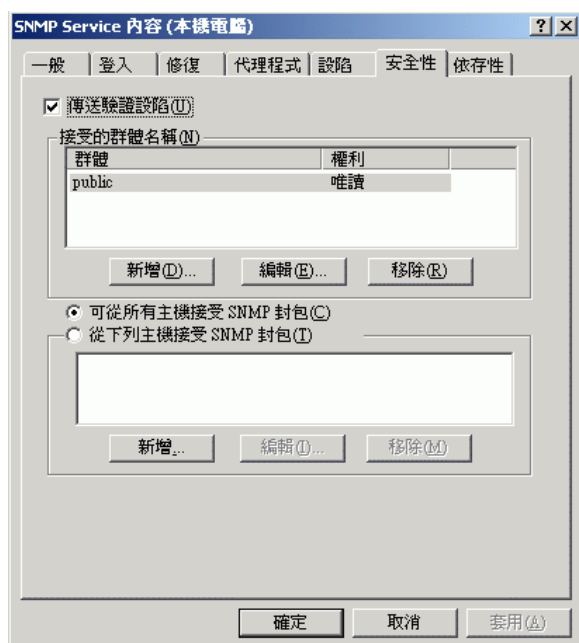 SNMP Service 內容 (本機電腦)
一般 登入 修復 代理程式 設陷 安全性 依存性
傳送驗證設陷(U)
接受的群體名稱(N)
群體 權利
public 唯讀
新增(D)... 編輯(E)... 移除(R)
可從所有主機接受 SNMP 封包(C)
從下列主機接受 SNMP 封包(T)
新增... 編輯(I)... 移除(M)
確定 取消 套用(A)